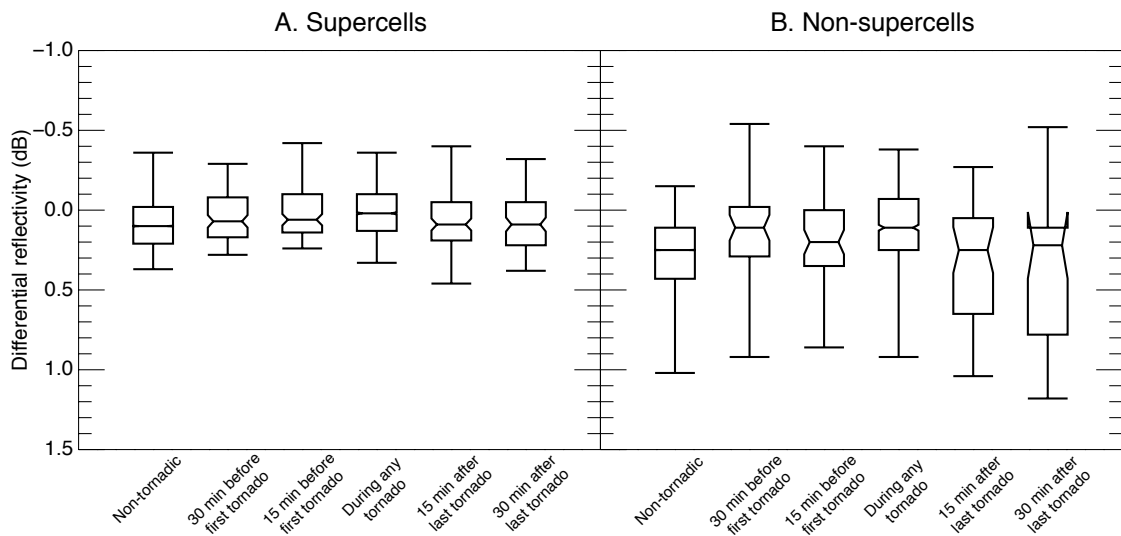 A. Supercells
B. Non-supercells
Differential reflectivity (dB)
−1.0
−0.5
0.0
0.5
1.0
1.5
Non-tornadic
30 min before
first tornado
15 min before
first tornado
During any
tornado
15 min after
last tornado
30 min after
last tornado
Non-tornadic
30 min before
first tornado
15 min before
first tornado
During any
tornado
15 min after
last tornado
30 min after
last tornado